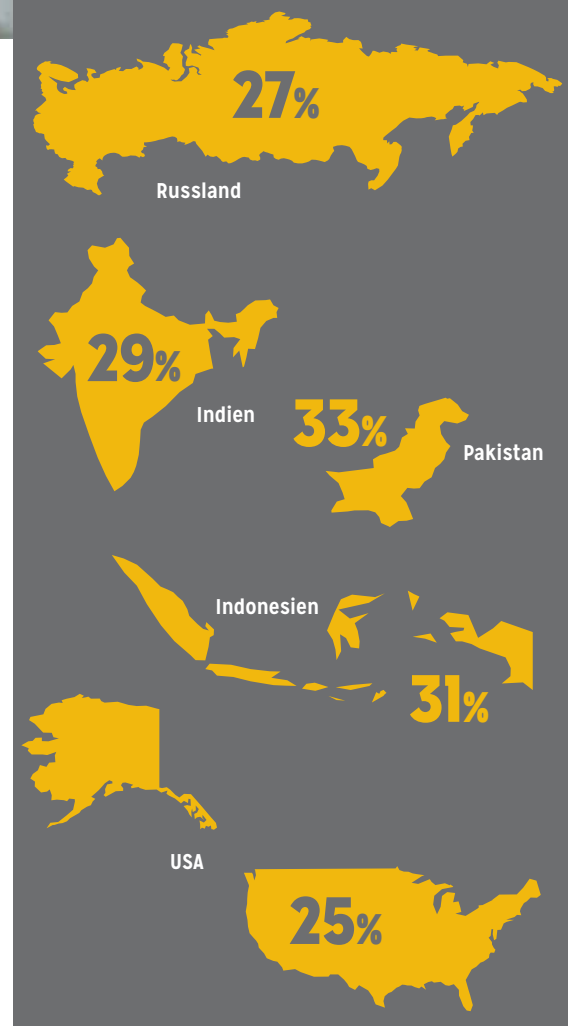 27%
Russland
29%
Indien
33%
Pakistan
Indonesien
31%
USA
25%